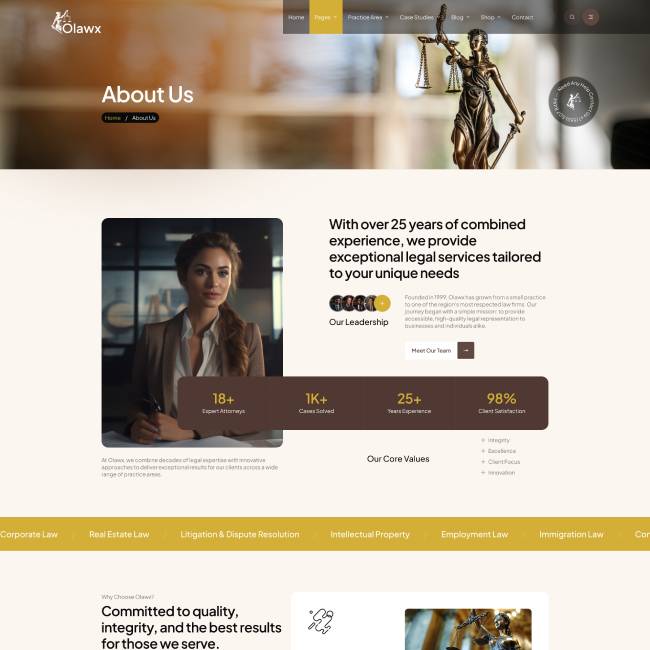 Olawx
Home Pages Practice Area Case Studies Blog Shop Contact
About Us
Home / About Us
With over 25 years of combined
experience, we provide
exceptional legal services tailored
to your unique needs
Our Leadership
Founded in 1999, Olawx has grown from a small practice
to one of the region's most respected law firms. Our
journey began with a simple mission: to provide
accessible, high-quality legal representation to
businesses and individuals alike.
Meet Our Team
18+
Expert Attorneys
1K+
Cases Solved
25+
Years Experience
98%
Client Satisfaction
At Olawx, we combine decades of legal expertise with innovative
approaches to deliver exceptional results for our clients across a wide
range of practice areas.
Our Core Values
+ Integrity
+ Excellence
+ Client Focus
+ Innovation
Corporate Law / Real Estate Law / Litigation & Dispute Resolution / Intellectual Property / Employment Law / Immigration Law / Cor
Why Choose Olawx?
Committed to quality,
integrity, and the best results
for those we serve.